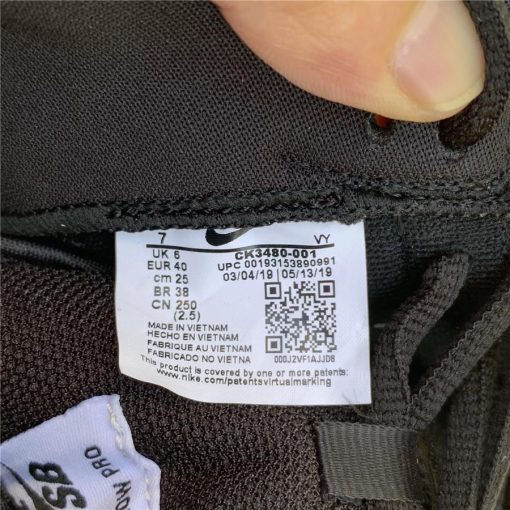 7 VY
UK 6 CK3480-001
EUR 40 UPC 00193153890991
cm 25 03/04/19 | 05/13/19
BR 38
CN 250
(2.5)
MADE IN VIETNAM
HECHO EN VIETNAM
FABRIQUE AU VIETNAM
FABRICADO NO VIETNA
000J2VF1AJJD8
This product is covered by one or more patents:
www.nike.com/patentsvirtualmarking
SB
OW PRO